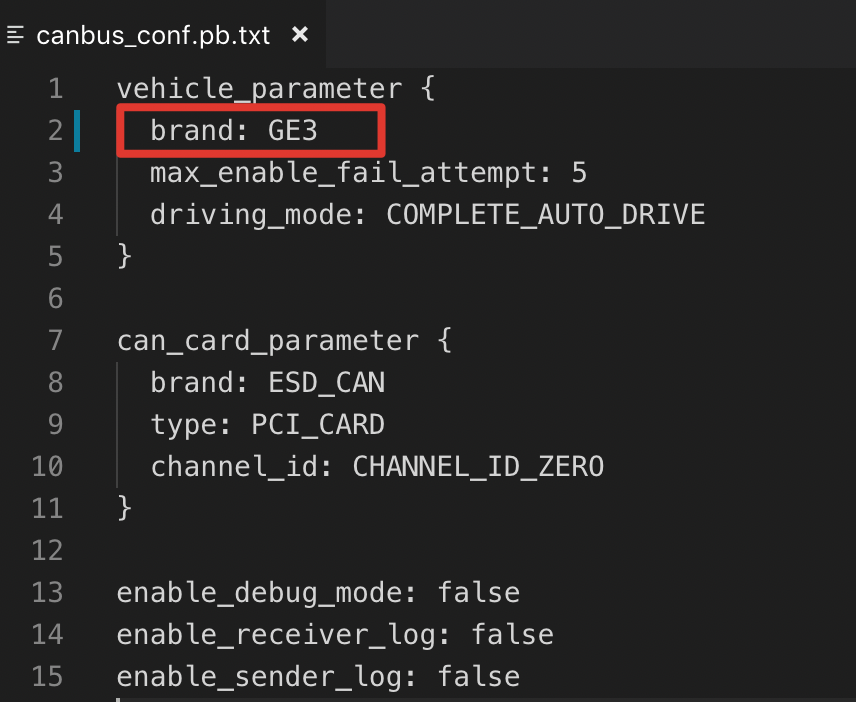 canbus_conf.pb.txt ×
1 vehicle_parameter {
2 brand: GE3
3 max_enable_fail_attempt: 5
4 driving_mode: COMPLETE_AUTO_DRIVE
5 }
6
7 can_card_parameter {
8 brand: ESD_CAN
9 type: PCI_CARD
10 channel_id: CHANNEL_ID_ZERO
11 }
12
13 enable_debug_mode: false
14 enable_receiver_log: false
15 enable_sender_log: false